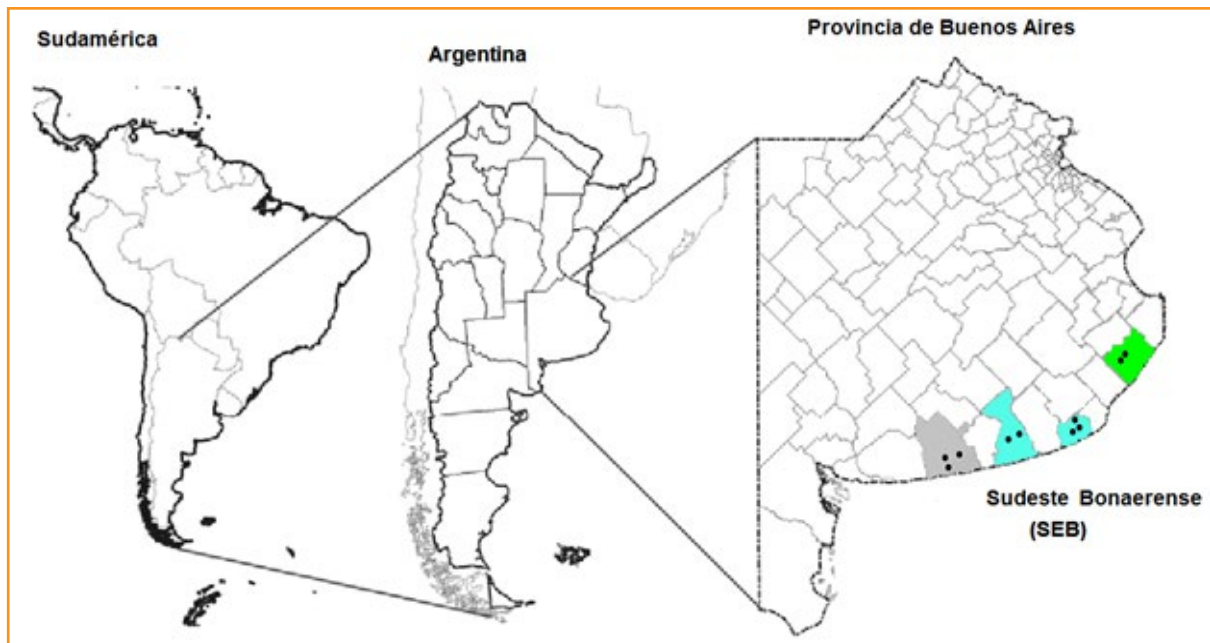 Sudamérica
Argentina
Provincia de Buenos Aires
Sudeste Bonaerense
(SEB)